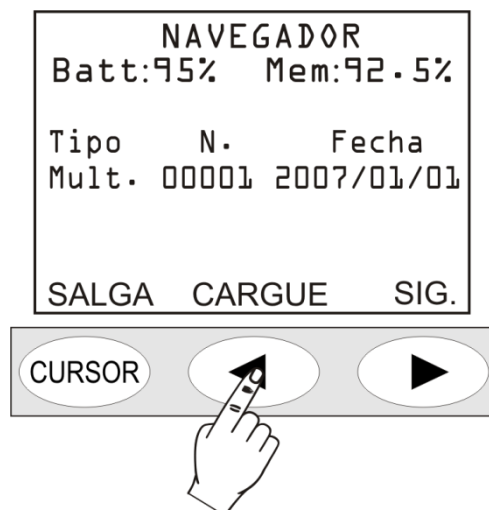 NAVEGADOR
Batt:95% Mem:92.5%
Tipo N. Fecha
Mult. 00001 2007/01/01
SALGA CARGUE SIG.
CURSOR